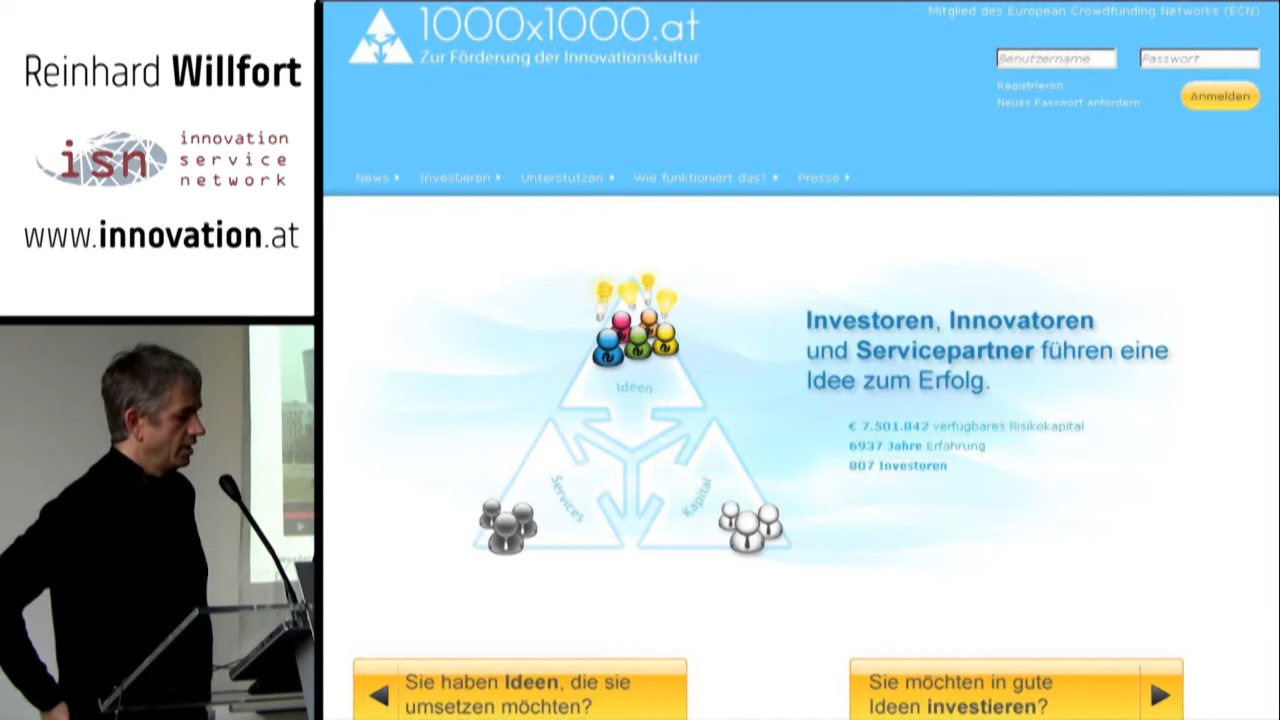 Reinhard Willfort
isn
innovation
service
network
www.innovation.at
1000x1000.at
Zur Förderung der Innovationskultur
Mitglied des European Crowdfunding Networks (ECN)
Benutzername
Passwort
Registrieren
Neues Passwort anfordern
Anmelden
News
Investieren
Unterstützen
Wie funktioniert das?
Presse
Ideen
Services
Kapital
Investoren, Innovatoren
und Servicepartner führen eine
Idee zum Erfolg.
€ 7.501.842 verfügbares Risikokapital
6937 Jahre Erfahrung
807 Investoren
Sie haben Ideen, die sie
umsetzen möchten?
Sie möchten in gute
Ideen investieren?